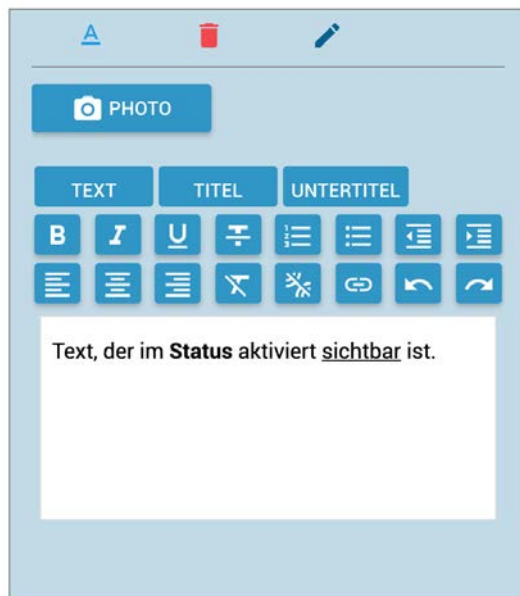 A
PHOTO
TEXT TITEL UNTERTITEL
B I U
Text, der im Status aktiviert sichtbar ist.